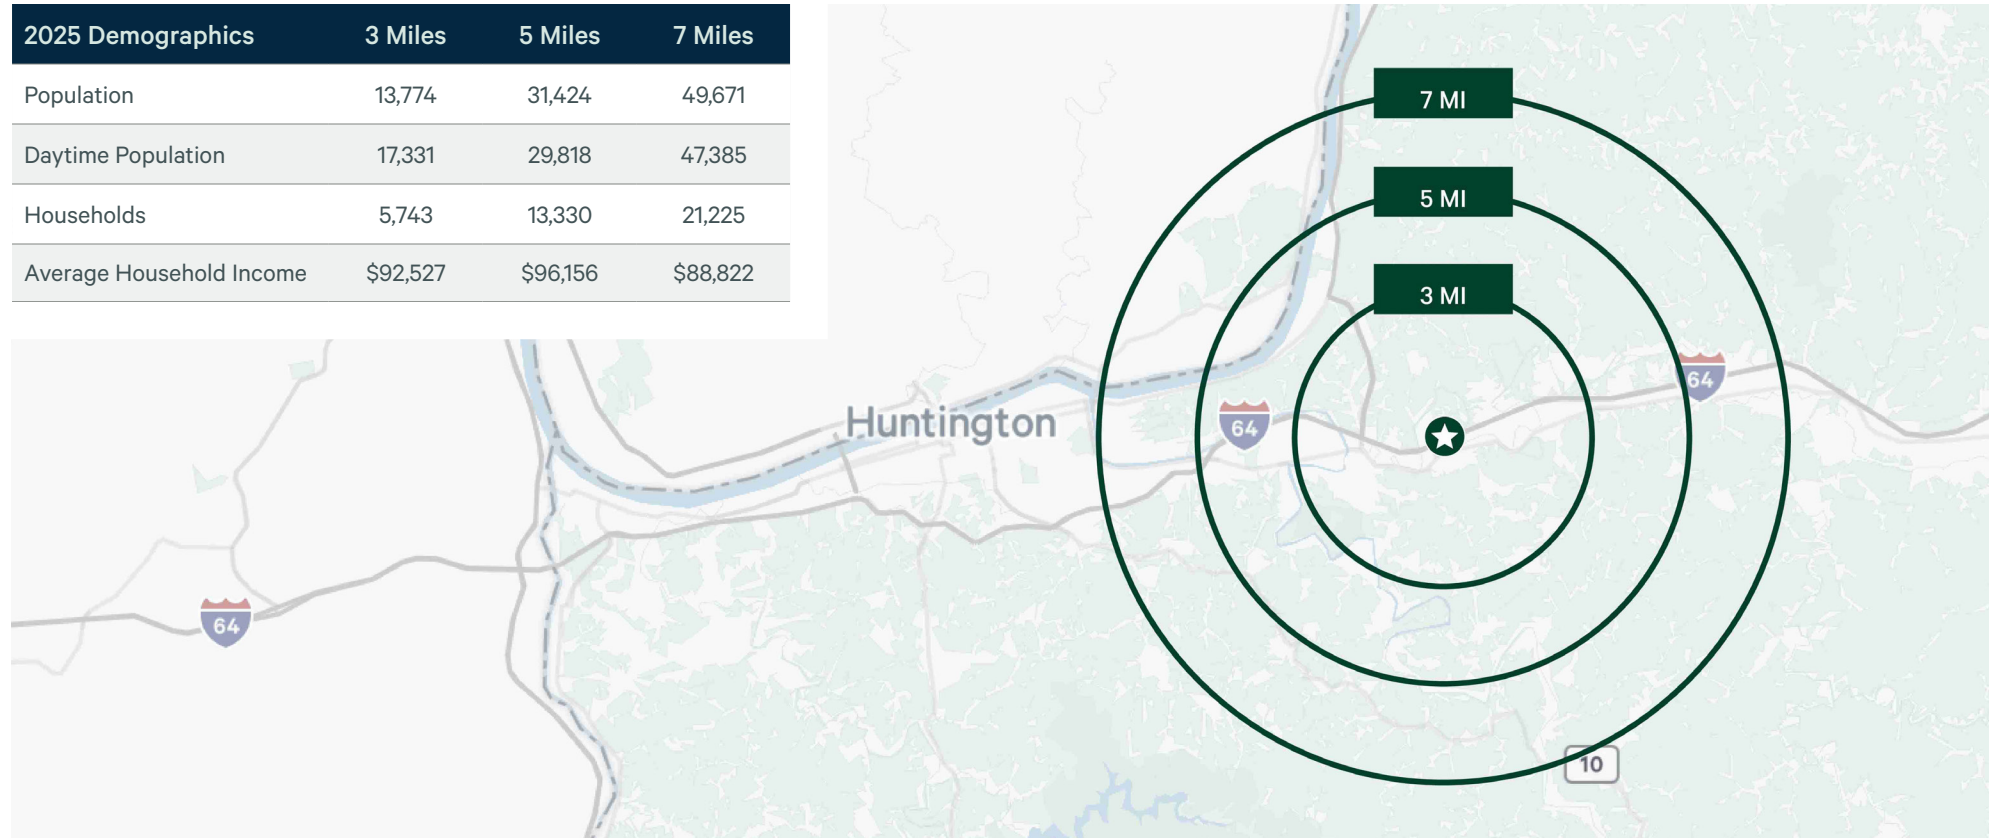 2025 Demographics 3 Miles 5 Miles 7 Miles
Population 13,774 31,424 49,671
Daytime Population 17,331 29,818 47,385
Households 5,743 13,330 21,225
Average Household Income $92,527 $96,156 $88,822
7 MI
5 MI
3 MI
64
Huntington
64
64
10